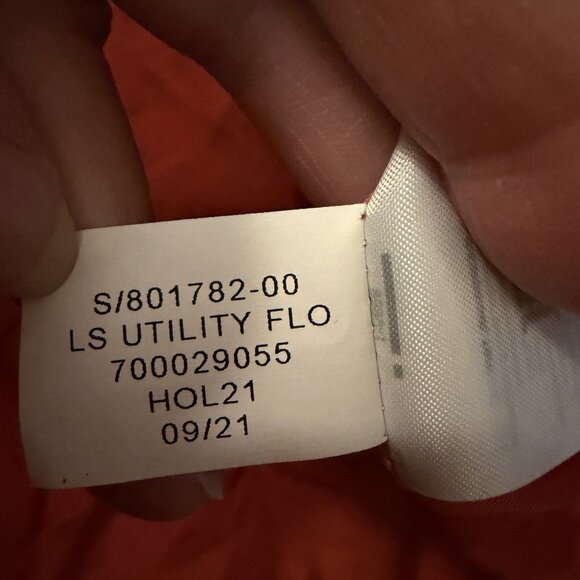 S/801782-00
LS UTILITY FLO
700029055
HOL21
09/21